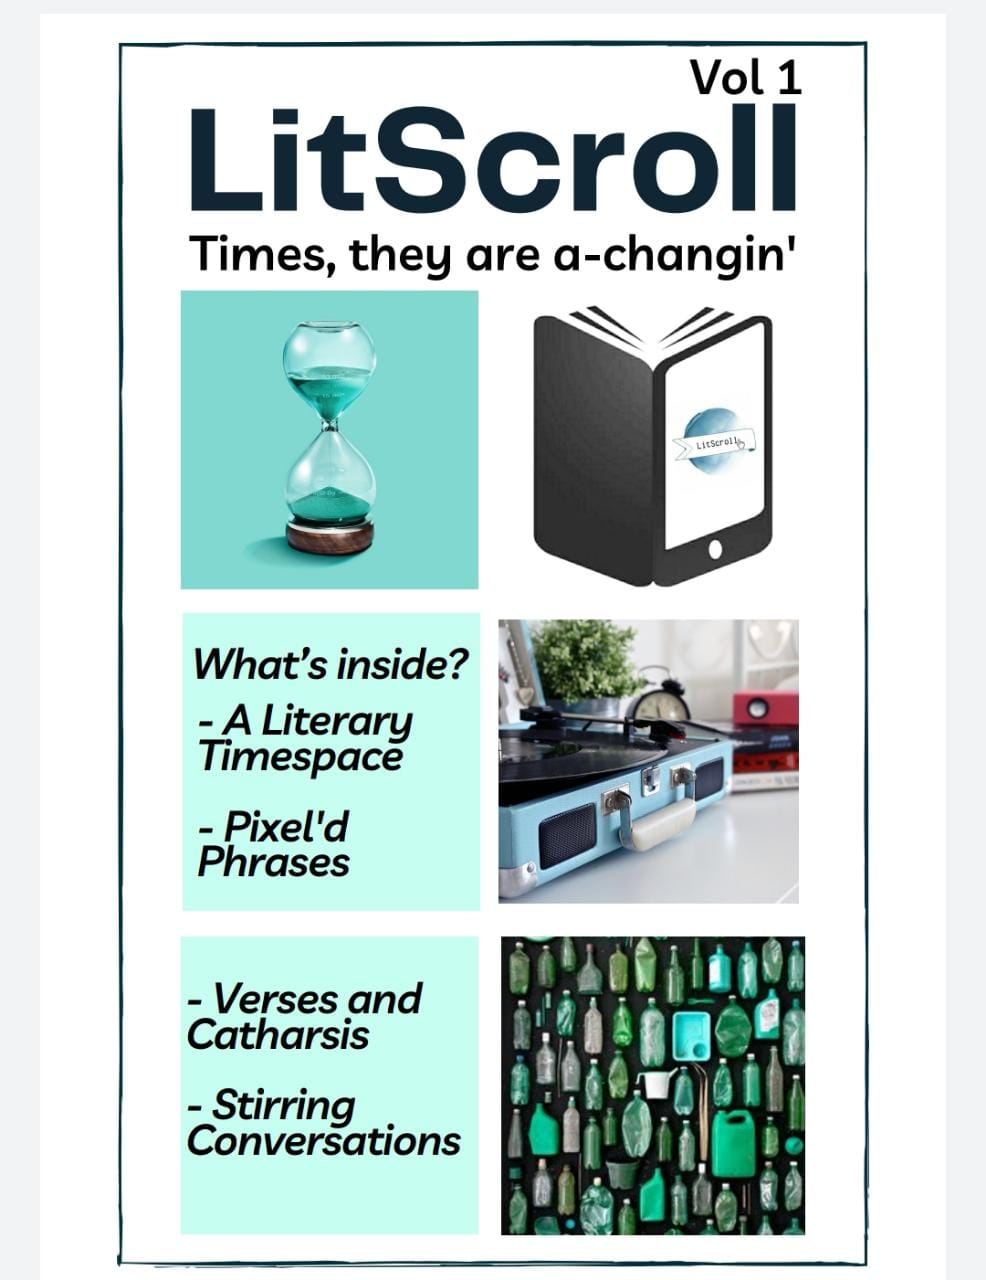 Vol 1
LitScroll
Times, they are a-changin'
LitScroll
What's inside?
- A Literary
Timespace
- Pixel'd
Phrases
- Verses and
Catharsis
- Stirring
Conversations